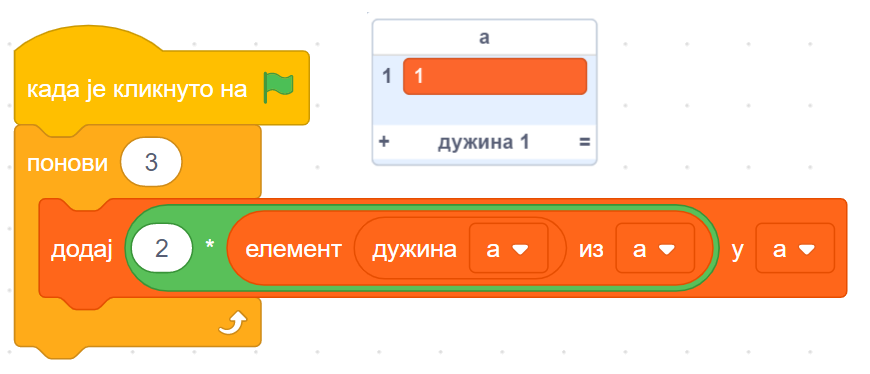 a
1 1
+ дужина 1 =
када је кликнуто на
понови 3
додај 2 * елемент дужина a из a у a